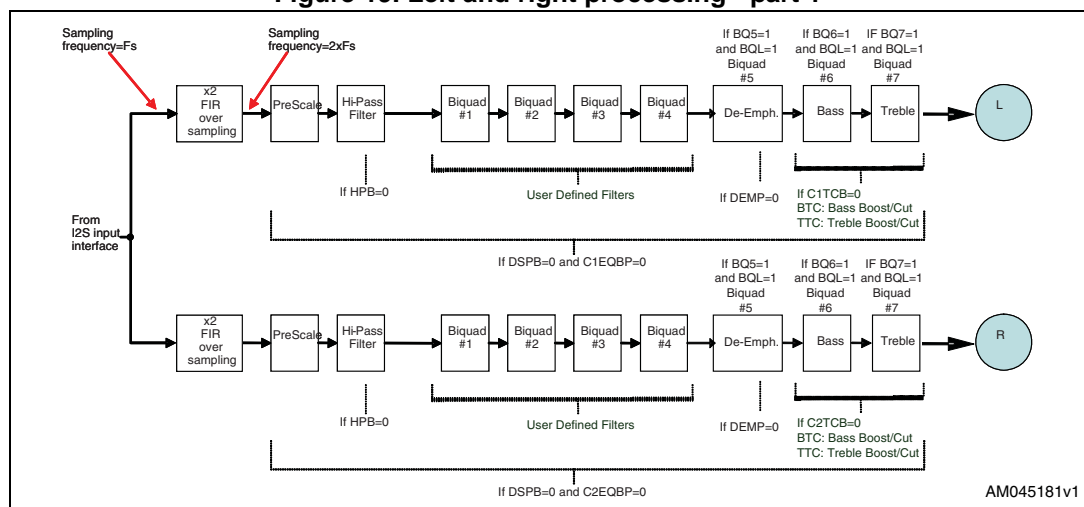 Figure 16. Left and right processing - part 1
Sampling
frequency=Fs
Sampling
frequency=2xFs
If BQ5=1
and BQL=1
Biquad
#5
If BQ6=1
and BQL=1
Biquad
#6
IF BQ7=1
and BQL=1
Biquad
#7
x2
FIR
over
sampling
PreScale
Hi-Pass
Filter
Biquad
#1
Biquad
#2
Biquad
#3
Biquad
#4
De-Emph.
Bass
Treble
L
If HPB=0
User Defined Filters
If DEMP=0
If C1TCB=0
BTC: Bass Boost/Cut
TTC: Treble Boost/Cut
From
I2S input
interface
If DSPB=0 and C1EQBP=0
If BQ5=1
and BQL=1
Biquad
#5
If BQ6=1
and BQL=1
Biquad
#6
IF BQ7=1
and BQL=1
Biquad
#7
x2
FIR
over
sampling
PreScale
Hi-Pass
Filter
Biquad
#1
Biquad
#2
Biquad
#3
Biquad
#4
De-Emph.
Bass
Treble
R
If HPB=0
User Defined Filters
If DEMP=0
If C2TCB=0
BTC: Bass Boost/Cut
TTC: Treble Boost/Cut
If DSPB=0 and C2EQBP=0
AM045181v1